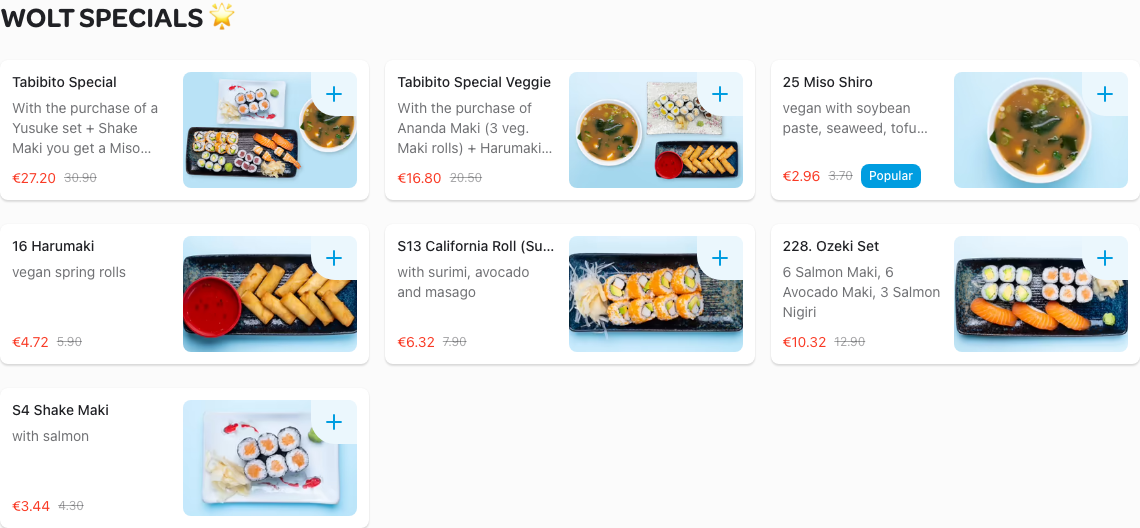 WOLT SPECIALS 🌟
Tabibito Special
With the purchase of a
Yusuke set + Shake
Maki you get a Miso...
€27.20 30.90
Tabibito Special Veggie
With the purchase of
Ananda Maki (3 veg.
Maki rolls) + Harumaki...
€16.80 20.50
25 Miso Shiro
vegan with soybean
paste, seaweed, tofu...
€2.96 3.70 Popular
16 Harumaki
vegan spring rolls
€4.72 5.90
S13 California Roll (Su...
with surimi, avocado
and masago
€6.32 7.90
228. Ozeki Set
6 Salmon Maki, 6
Avocado Maki, 3 Salmon
Nigiri
€10.32 12.90
S4 Shake Maki
with salmon
€3.44 4.30